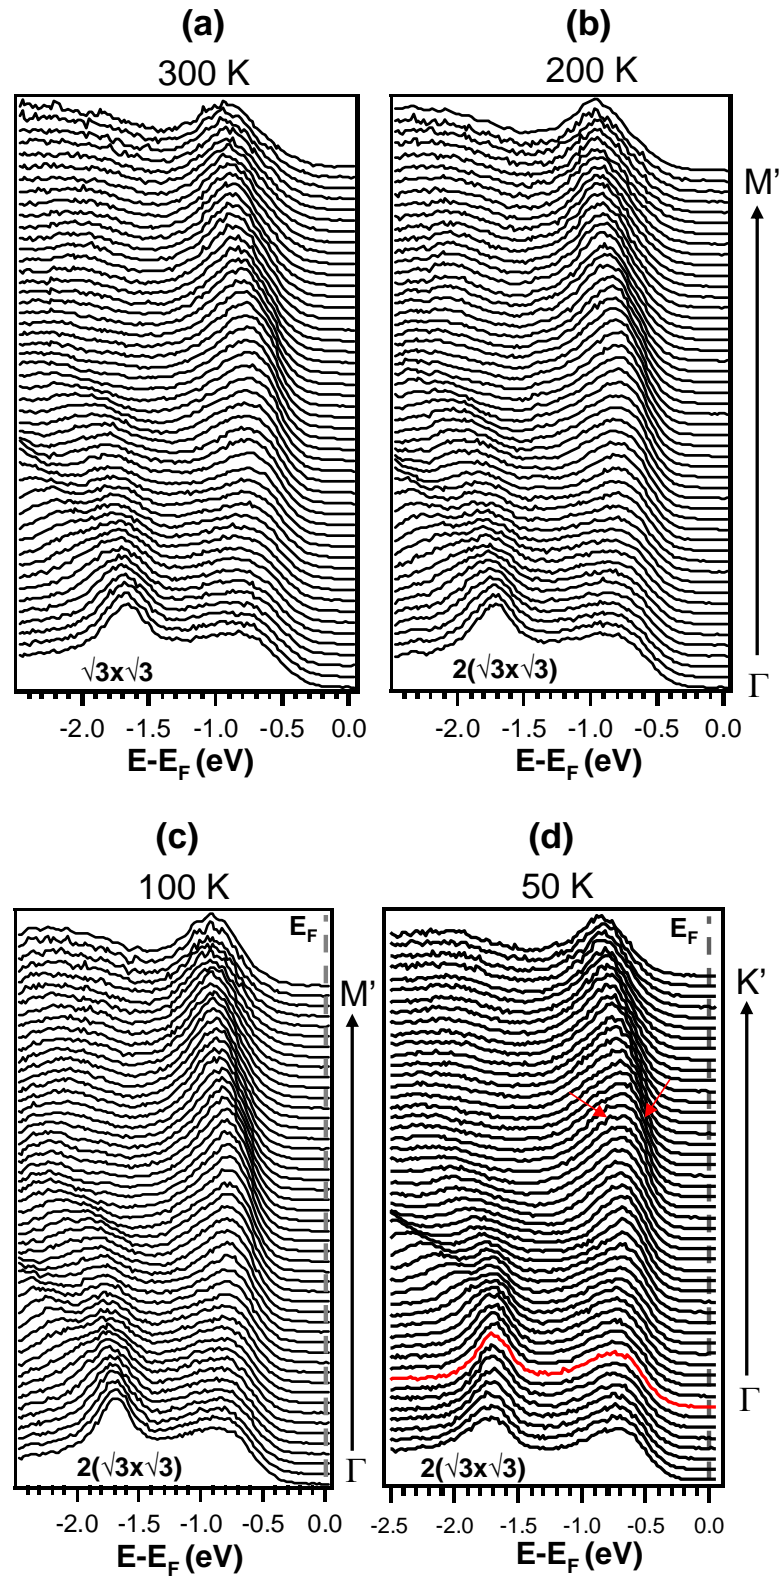 (a)
300 K
√3x√3
-2.0 -1.5 -1.0 -0.5 0.0
E-EF (eV)
(b)
200 K
2(√3x√3)
-2.0 -1.5 -1.0 -0.5 0.0
E-EF (eV)
M’
Γ
(c)
100 K
EF
2(√3x√3)
-2.0 -1.5 -1.0 -0.5 0.0
E-EF (eV)
M’
Γ
(d)
50 K
EF
2(√3x√3)
-2.5 -2.0 -1.5 -1.0 -0.5 0.0
E-EF (eV)
K’
Γ